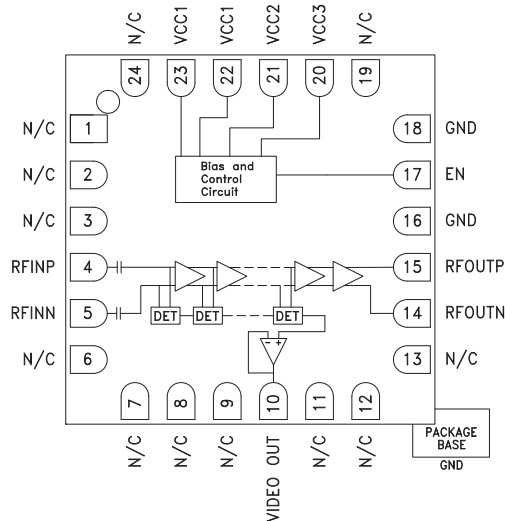 N/C
VCC1
VCC1
VCC2
VCC3
N/C
24
23
22
21
20
19
N/C 1
18 GND
Bias and
Control
Circuit
N/C 2
17 EN
N/C 3
16 GND
RFINP 4
15 RFOUTP
RFINN 5
DET
DET
DET
14 RFOUTN
- +
N/C 6
13 N/C
7
8
9
10
11
12
N/C
N/C
N/C
VIDEO OUT
N/C
N/C
PACKAGE
BASE
GND